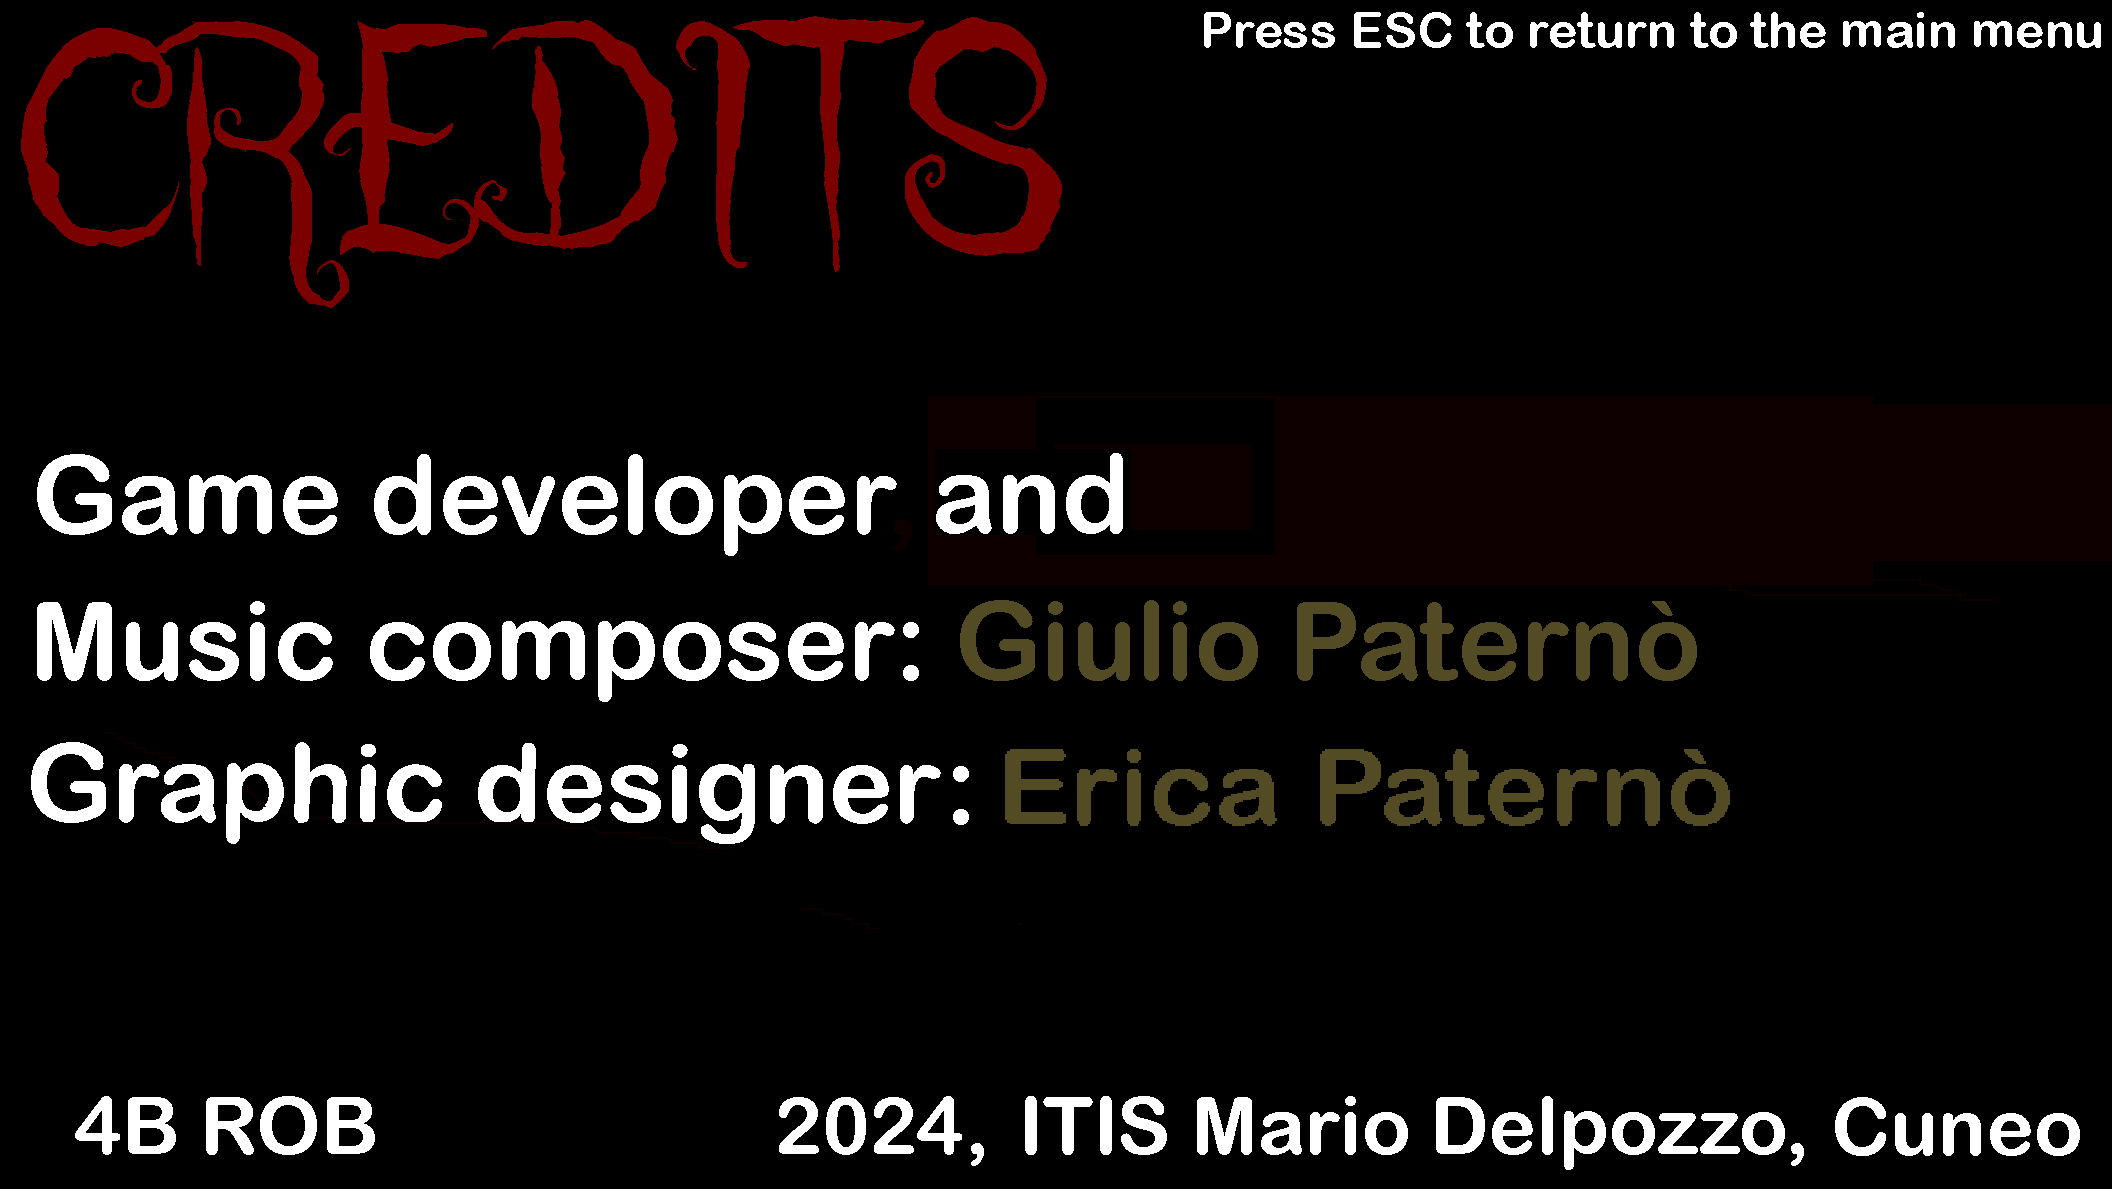 CREDITS
Press ESC to return to the main menu
Game developer and
Music composer: Giulio Paternò
Graphic designer: Erica Paternò
4B ROB
2024, ITIS Mario Delpozzo, Cuneo